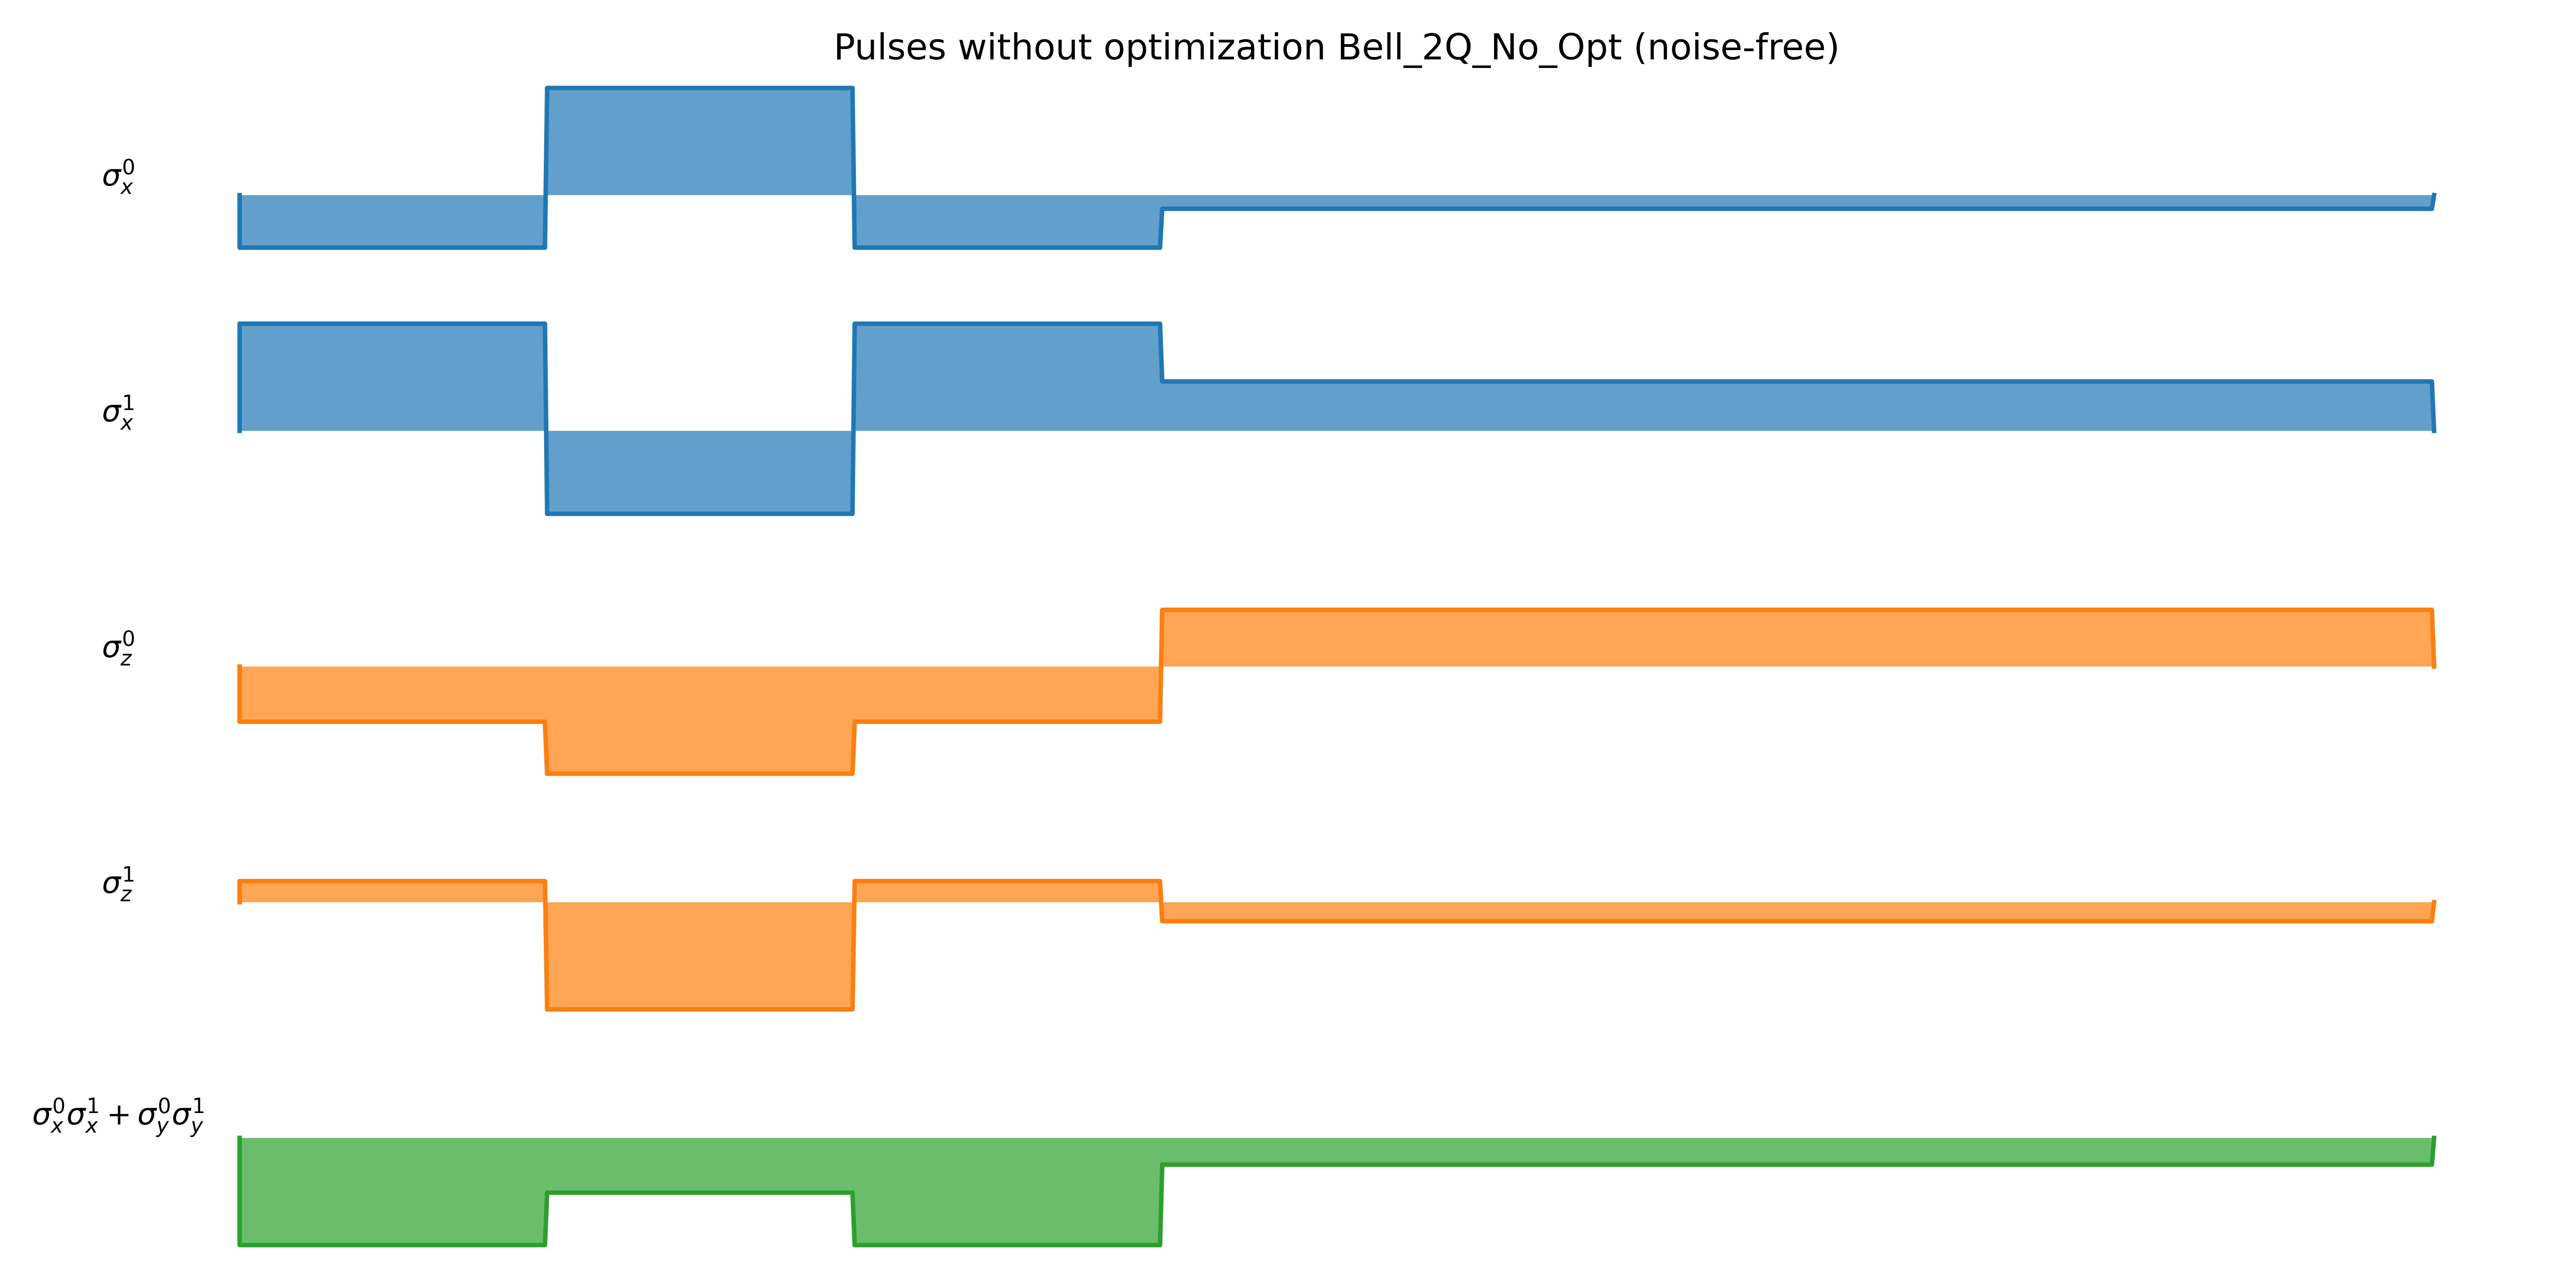 Pulses without optimization Bell_2Q_No_Opt (noise-free)
σ_x^0
σ_x^1
σ_z^0
σ_z^1
σ_x^0σ_x^1 + σ_y^0σ_y^1